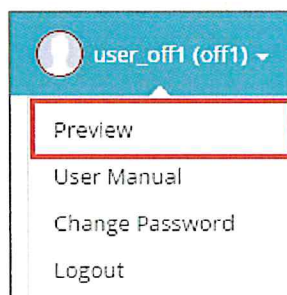 user_off1 (off1)
Preview
User Manual
Change Password
Logout